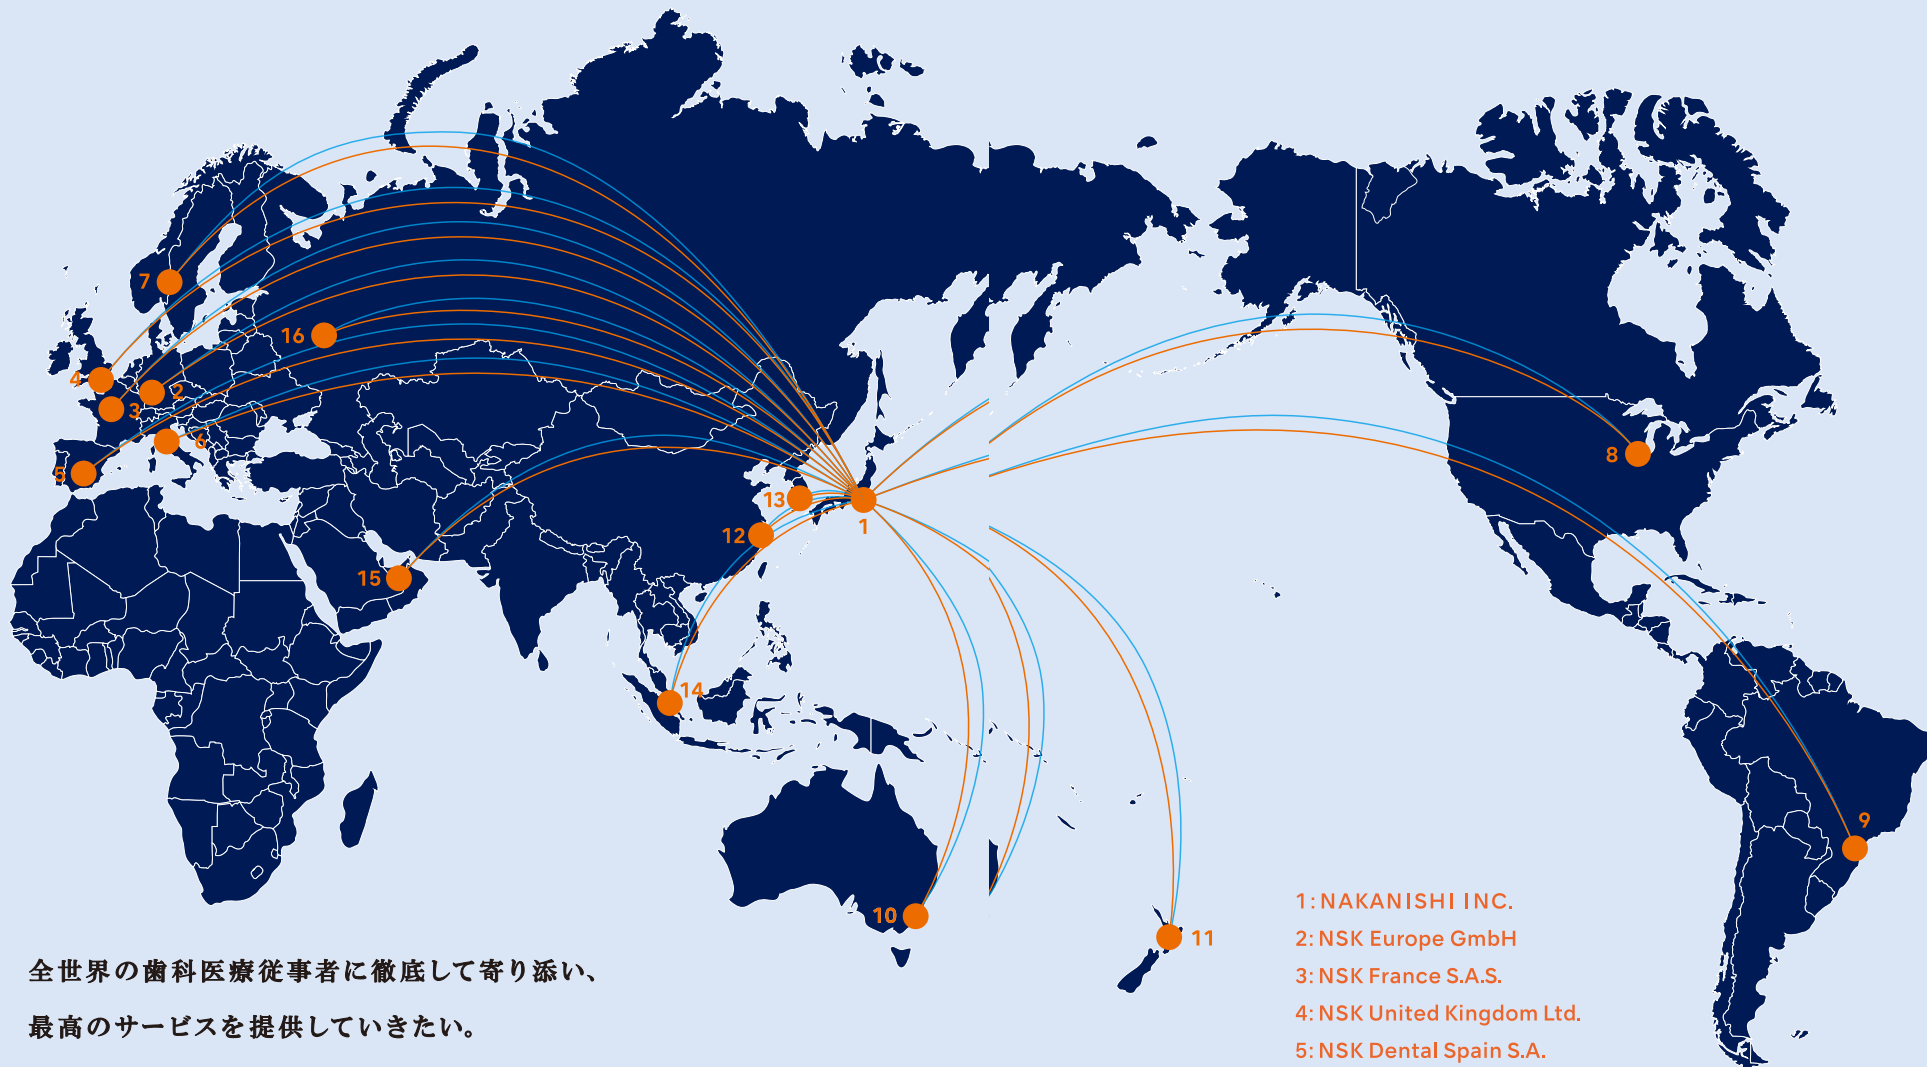 7
16
4
2
3
6
5
8
13
1
12
15
14
9
10
11
全世界の歯科医療従事者に徹底して寄り添い、
最高のサービスを提供していきたい。
1: NAKANISHI INC.
2: NSK Europe GmbH
3: NSK France S.A.S.
4: NSK United Kingdom Ltd.
5: NSK Dental Spain S.A.